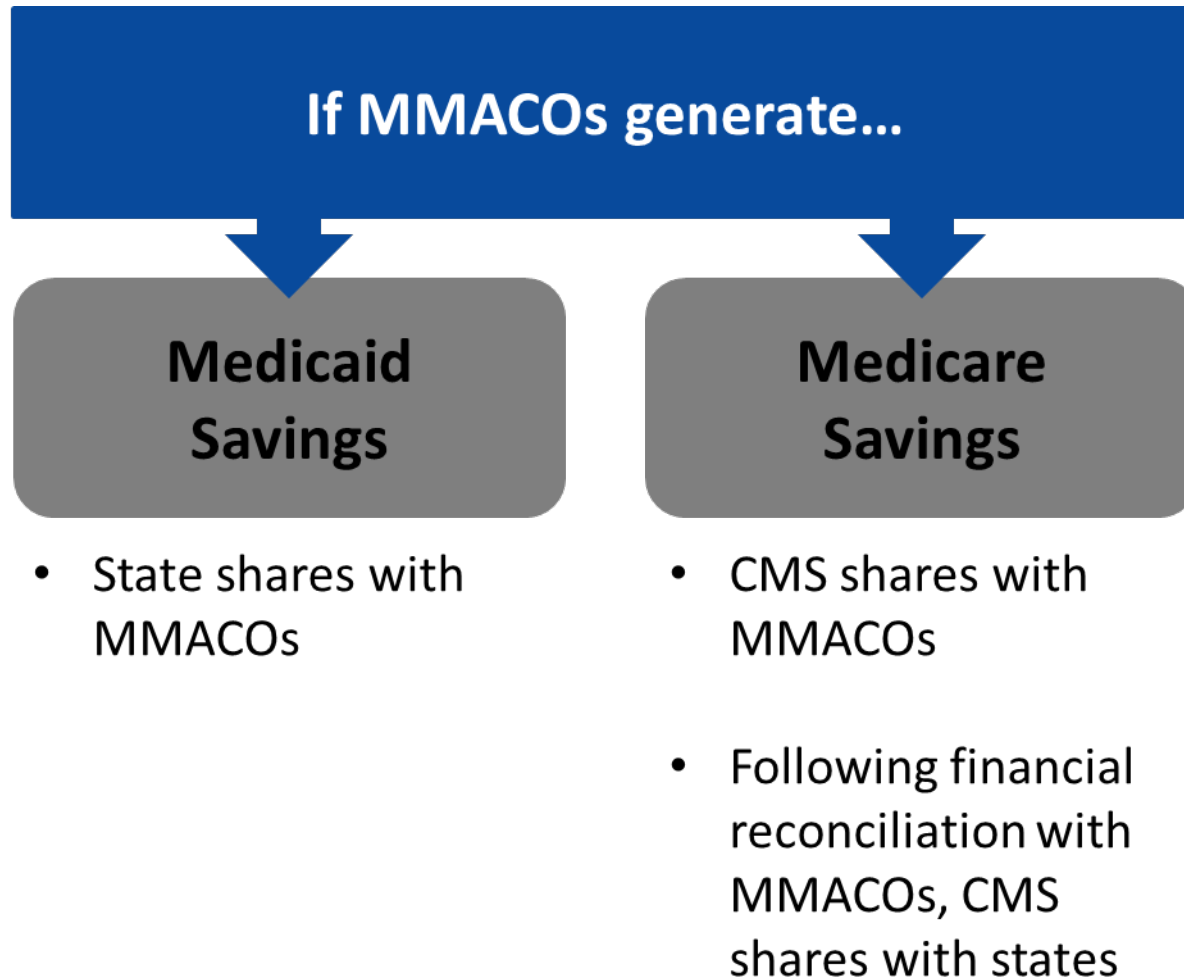 If MMACOs generate...
Medicaid
Savings
• State shares with
MMACOs
Medicare
Savings
• CMS shares with
MMACOs
• Following financial
reconciliation with
MMACOs, CMS
shares with states